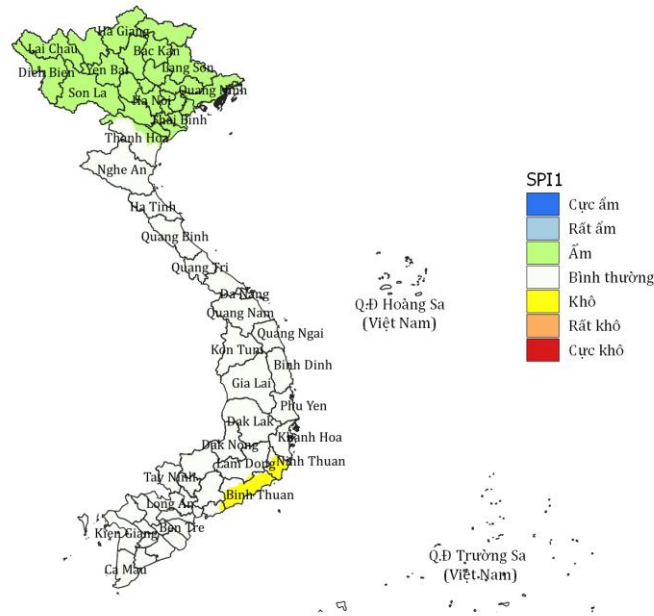 Ha Giang
Lai Chau
Bac Kan
Dich Bien
Yen Bai
Lang Son
Son La
Ha Noi
Quang Ninh
Thai Binh
Thanh Hoa
Nghe An
Ha Tinh
Quang Binh
Quang Tri
Da Nang
Quang Nam
Quang Ngai
Kon Tum
Binh Dinh
Gia Lai
Phu Yen
Dak Lak
Khanh Hoa
Dak Nong
Lam Dong
Ninh Thuan
Tay Ninh
Binh Thuan
Long An
Kien Giang
Ben Tre
Ca Mau
SPI1
Cực ẩm
Rất ẩm
Ẩm
Bình thường
Khô
Rất khô
Cực khô
Q.Đ Hoàng Sa
(Việt Nam)
Q.Đ Trường Sa
(Việt Nam)